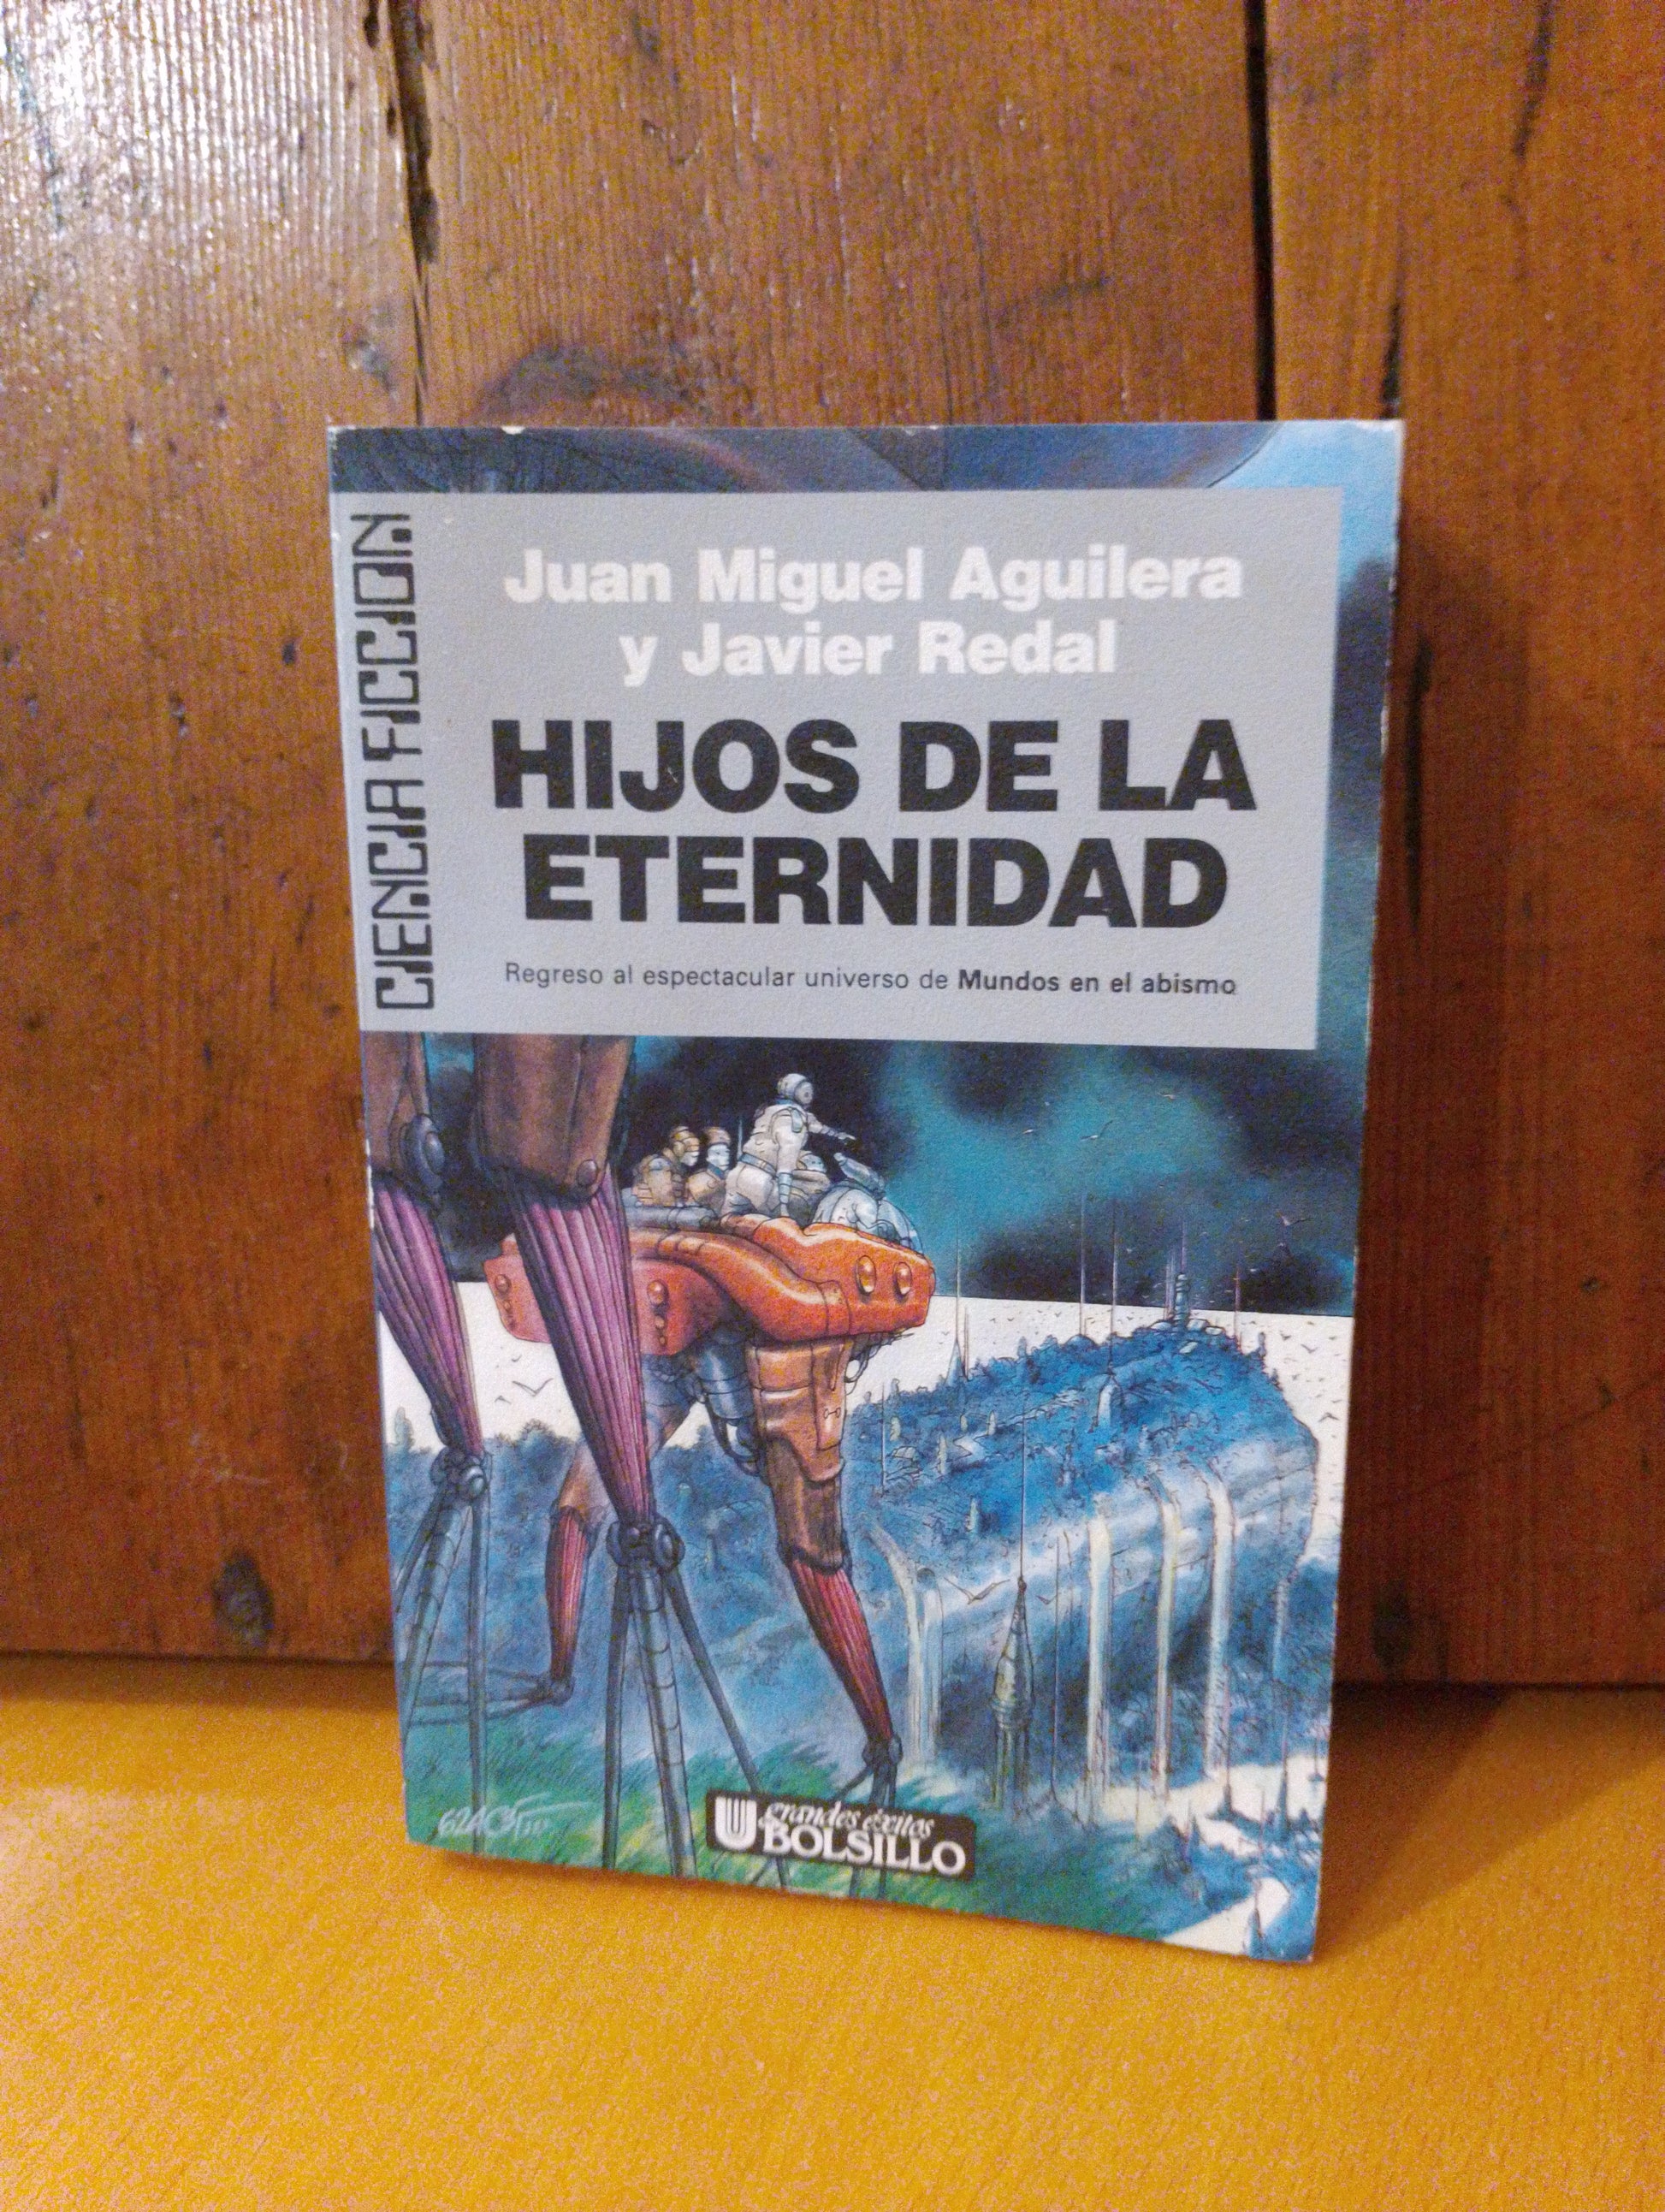 CIENCIA FICCION
Juan Miguel Aguilera
y Javier Redal
HIJOS DE LA
ETERNIDAD
Regreso al espectacular universo de Mundos en el abismo
grandes éxitos
BOLSILLO